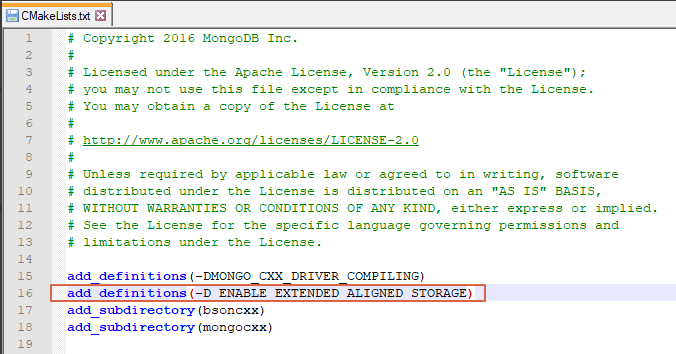 CMakeLists.txt
1 # Copyright 2016 MongoDB Inc.
2 #
3 # Licensed under the Apache License, Version 2.0 (the "License");
4 # you may not use this file except in compliance with the License.
5 # You may obtain a copy of the License at
6 #
7 # http://www.apache.org/licenses/LICENSE-2.0
8 #
9 # Unless required by applicable law or agreed to in writing, software
10 # distributed under the License is distributed on an "AS IS" BASIS,
11 # WITHOUT WARRANTIES OR CONDITIONS OF ANY KIND, either express or implied.
12 # See the License for the specific language governing permissions and
13 # limitations under the License.
14
15 add_definitions(-DMONGO_CXX_DRIVER_COMPILING)
16 add_definitions(-D_ENABLE_EXTENDED_ALIGNED_STORAGE)
17 add_subdirectory(bsoncxx)
18 add_subdirectory(mongocxx)
19